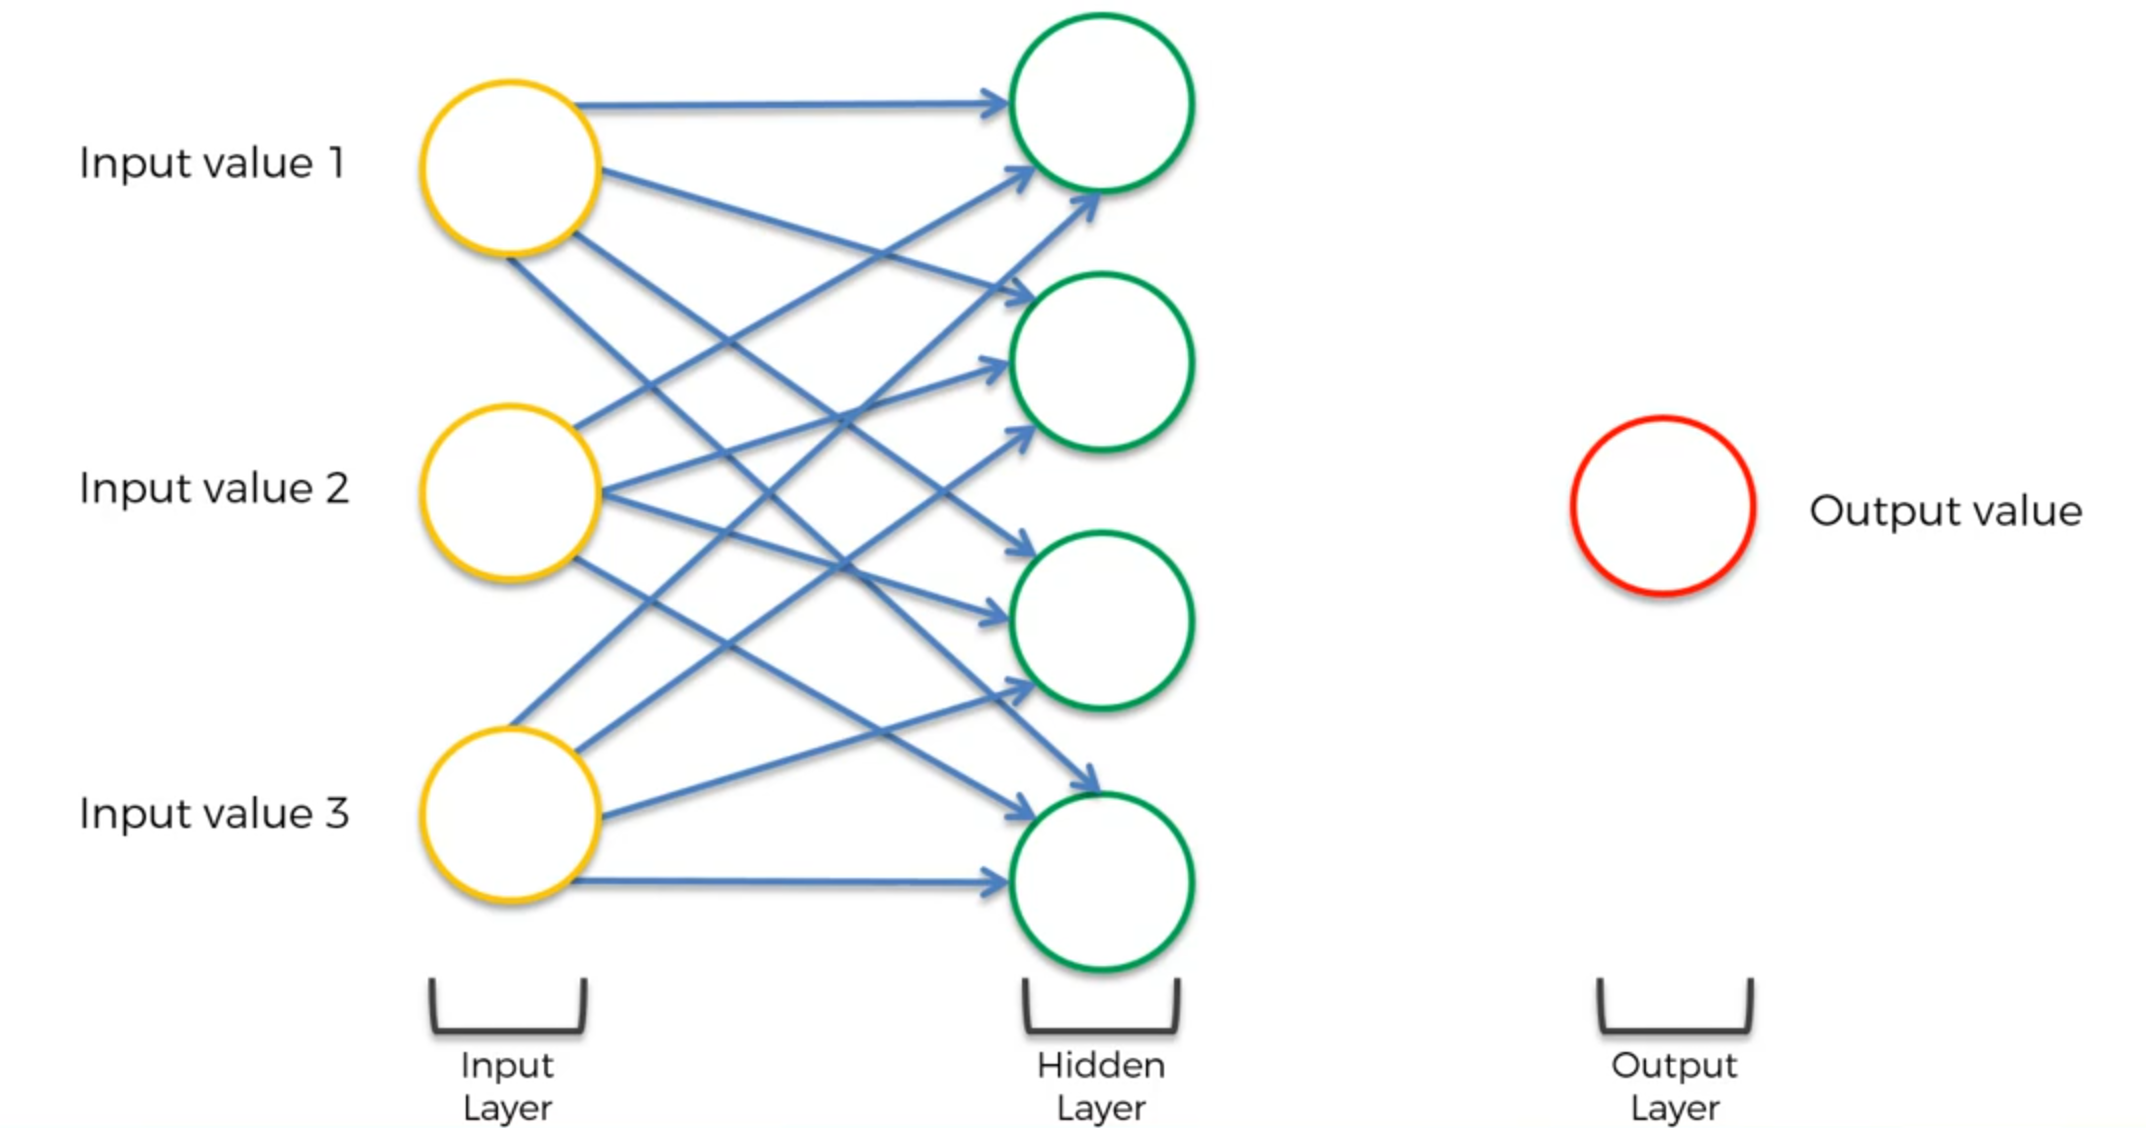 Input value 1
Input value 2
Output value
Input value 3
Input
Layer
Hidden
Layer
Output
Layer